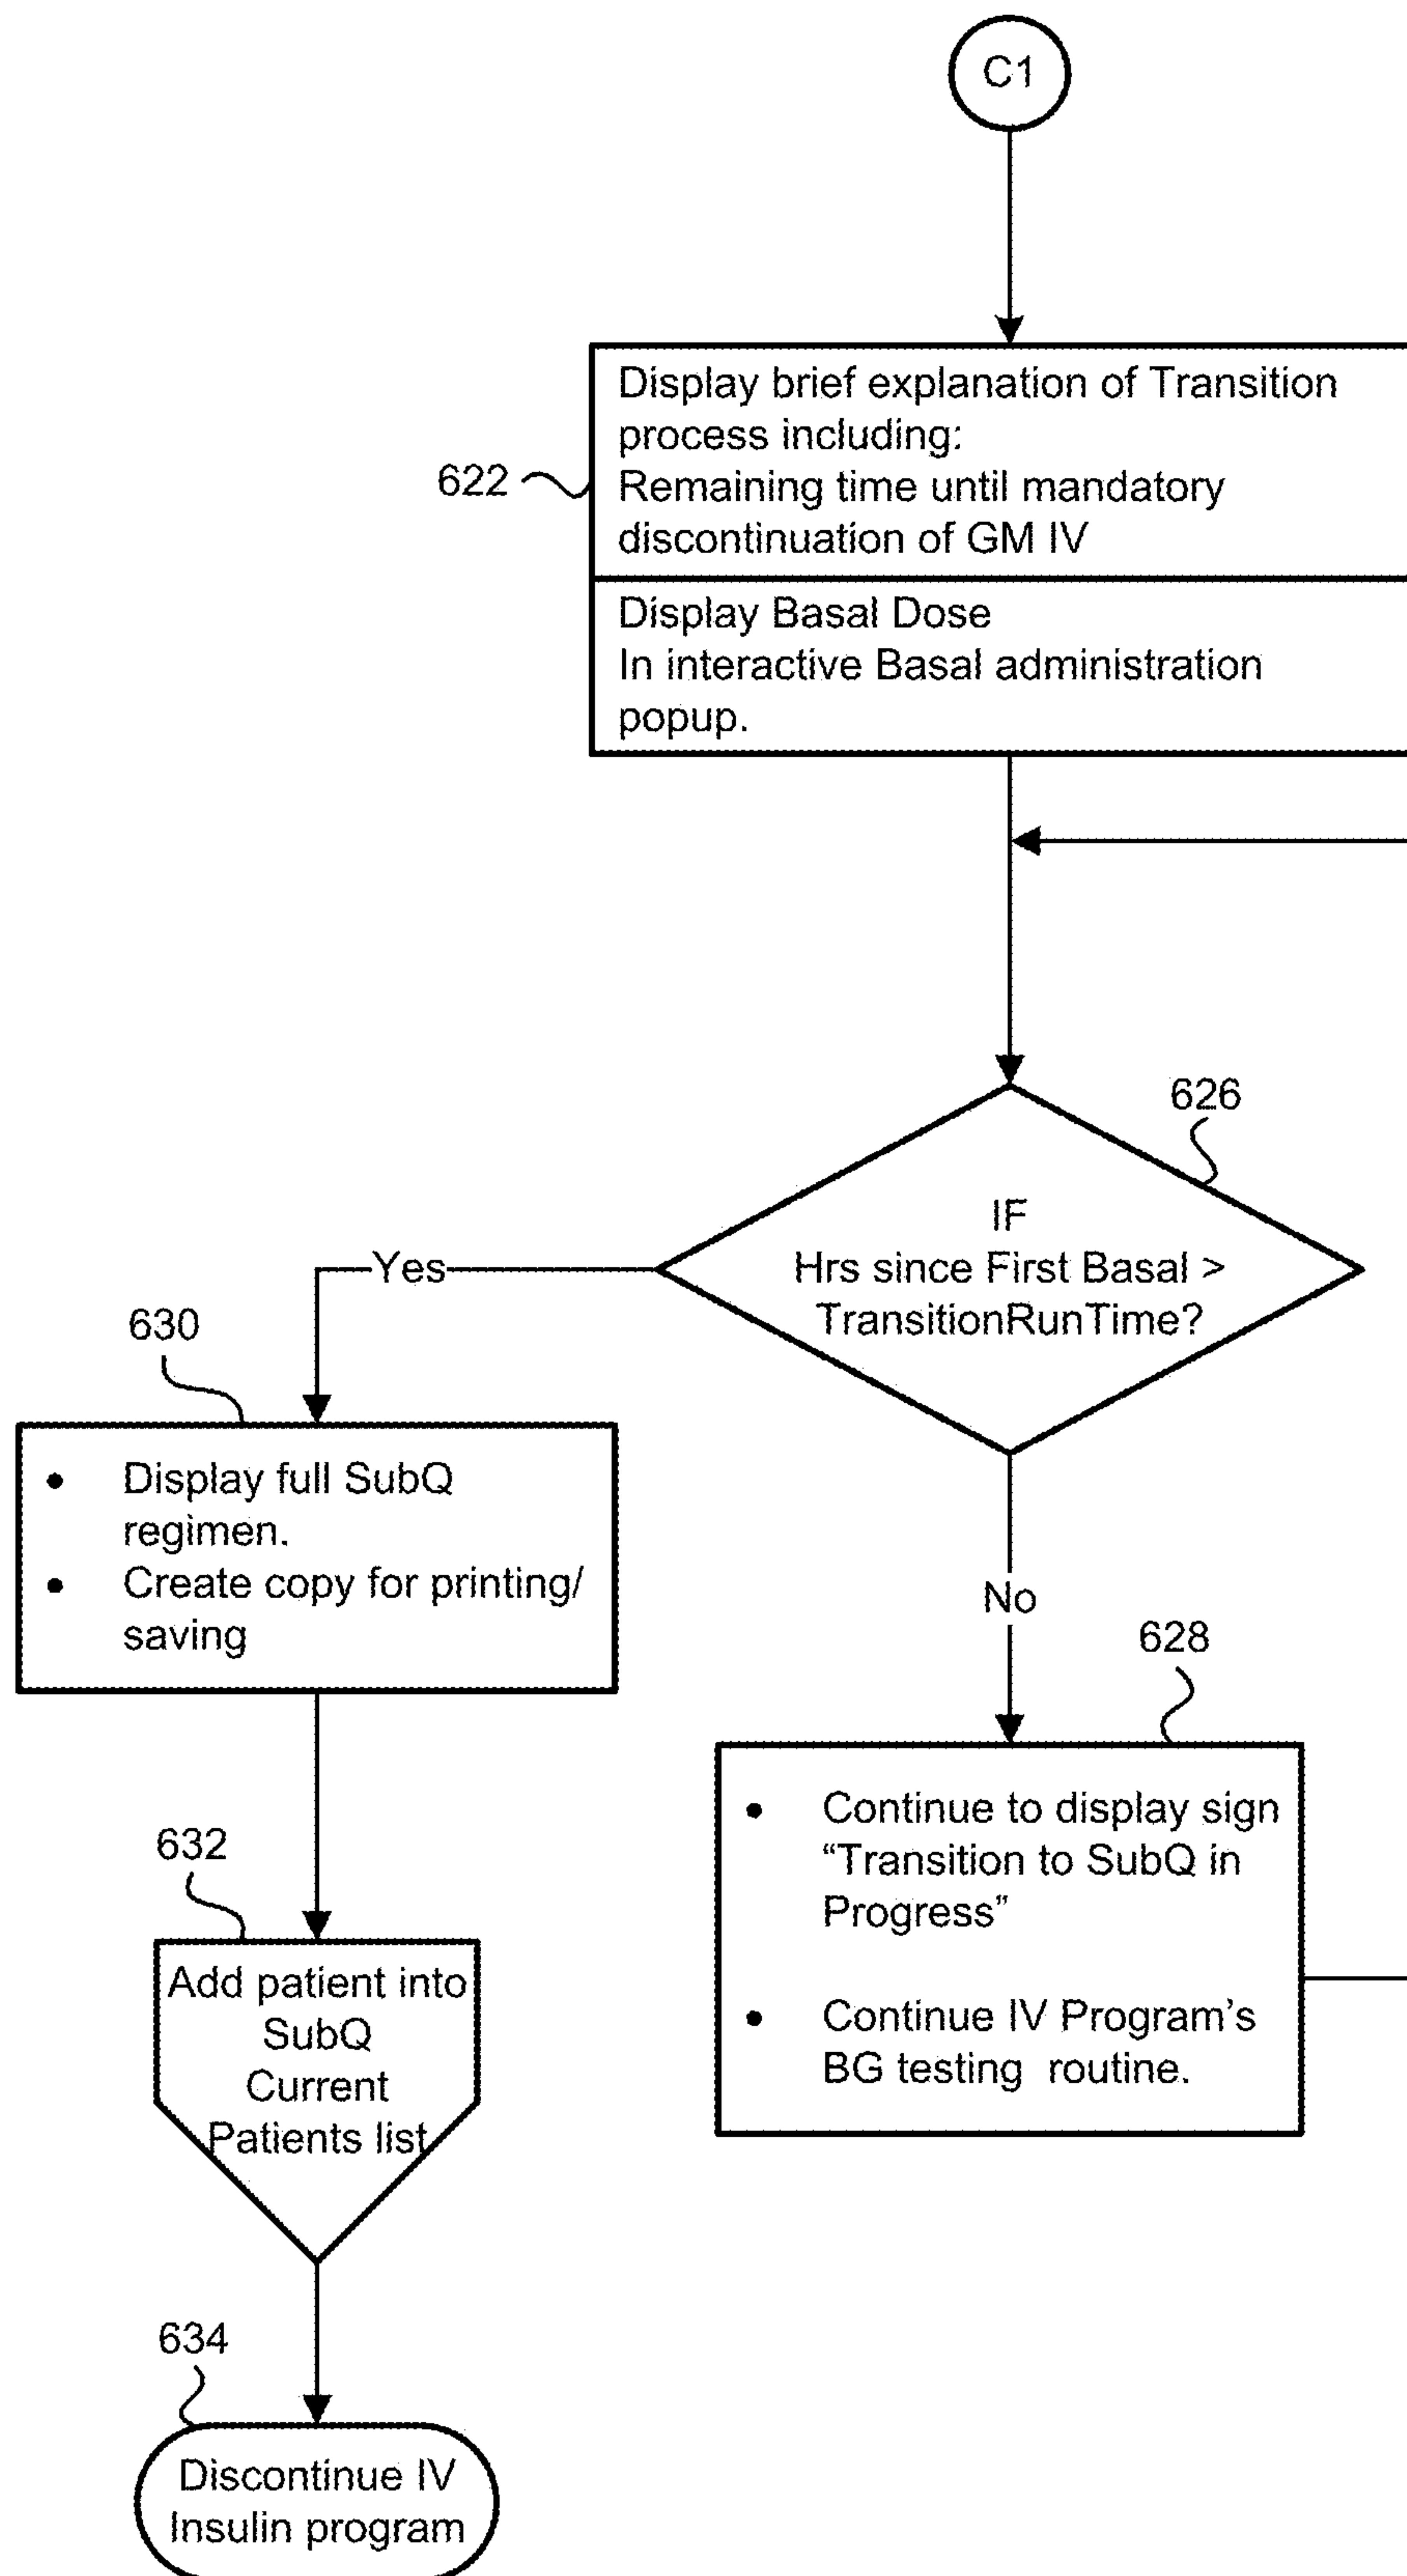 C1
Display brief explanation of Transition
process including:
Remaining time until mandatory
discontinuation of GM IV
622
Display Basal Dose
In interactive Basal administration
popup.
626
IF
Hrs since First Basal >
TransitionRunTime?
Yes
630
• Display full SubQ
regimen.
• Create copy for printing/
saving
No
628
• Continue to display sign
“Transition to SubQ in
Progress”
• Continue IV Program’s
BG testing routine.
632
Add patient into
SubQ
Current
Patients list
634
Discontinue IV
Insulin program